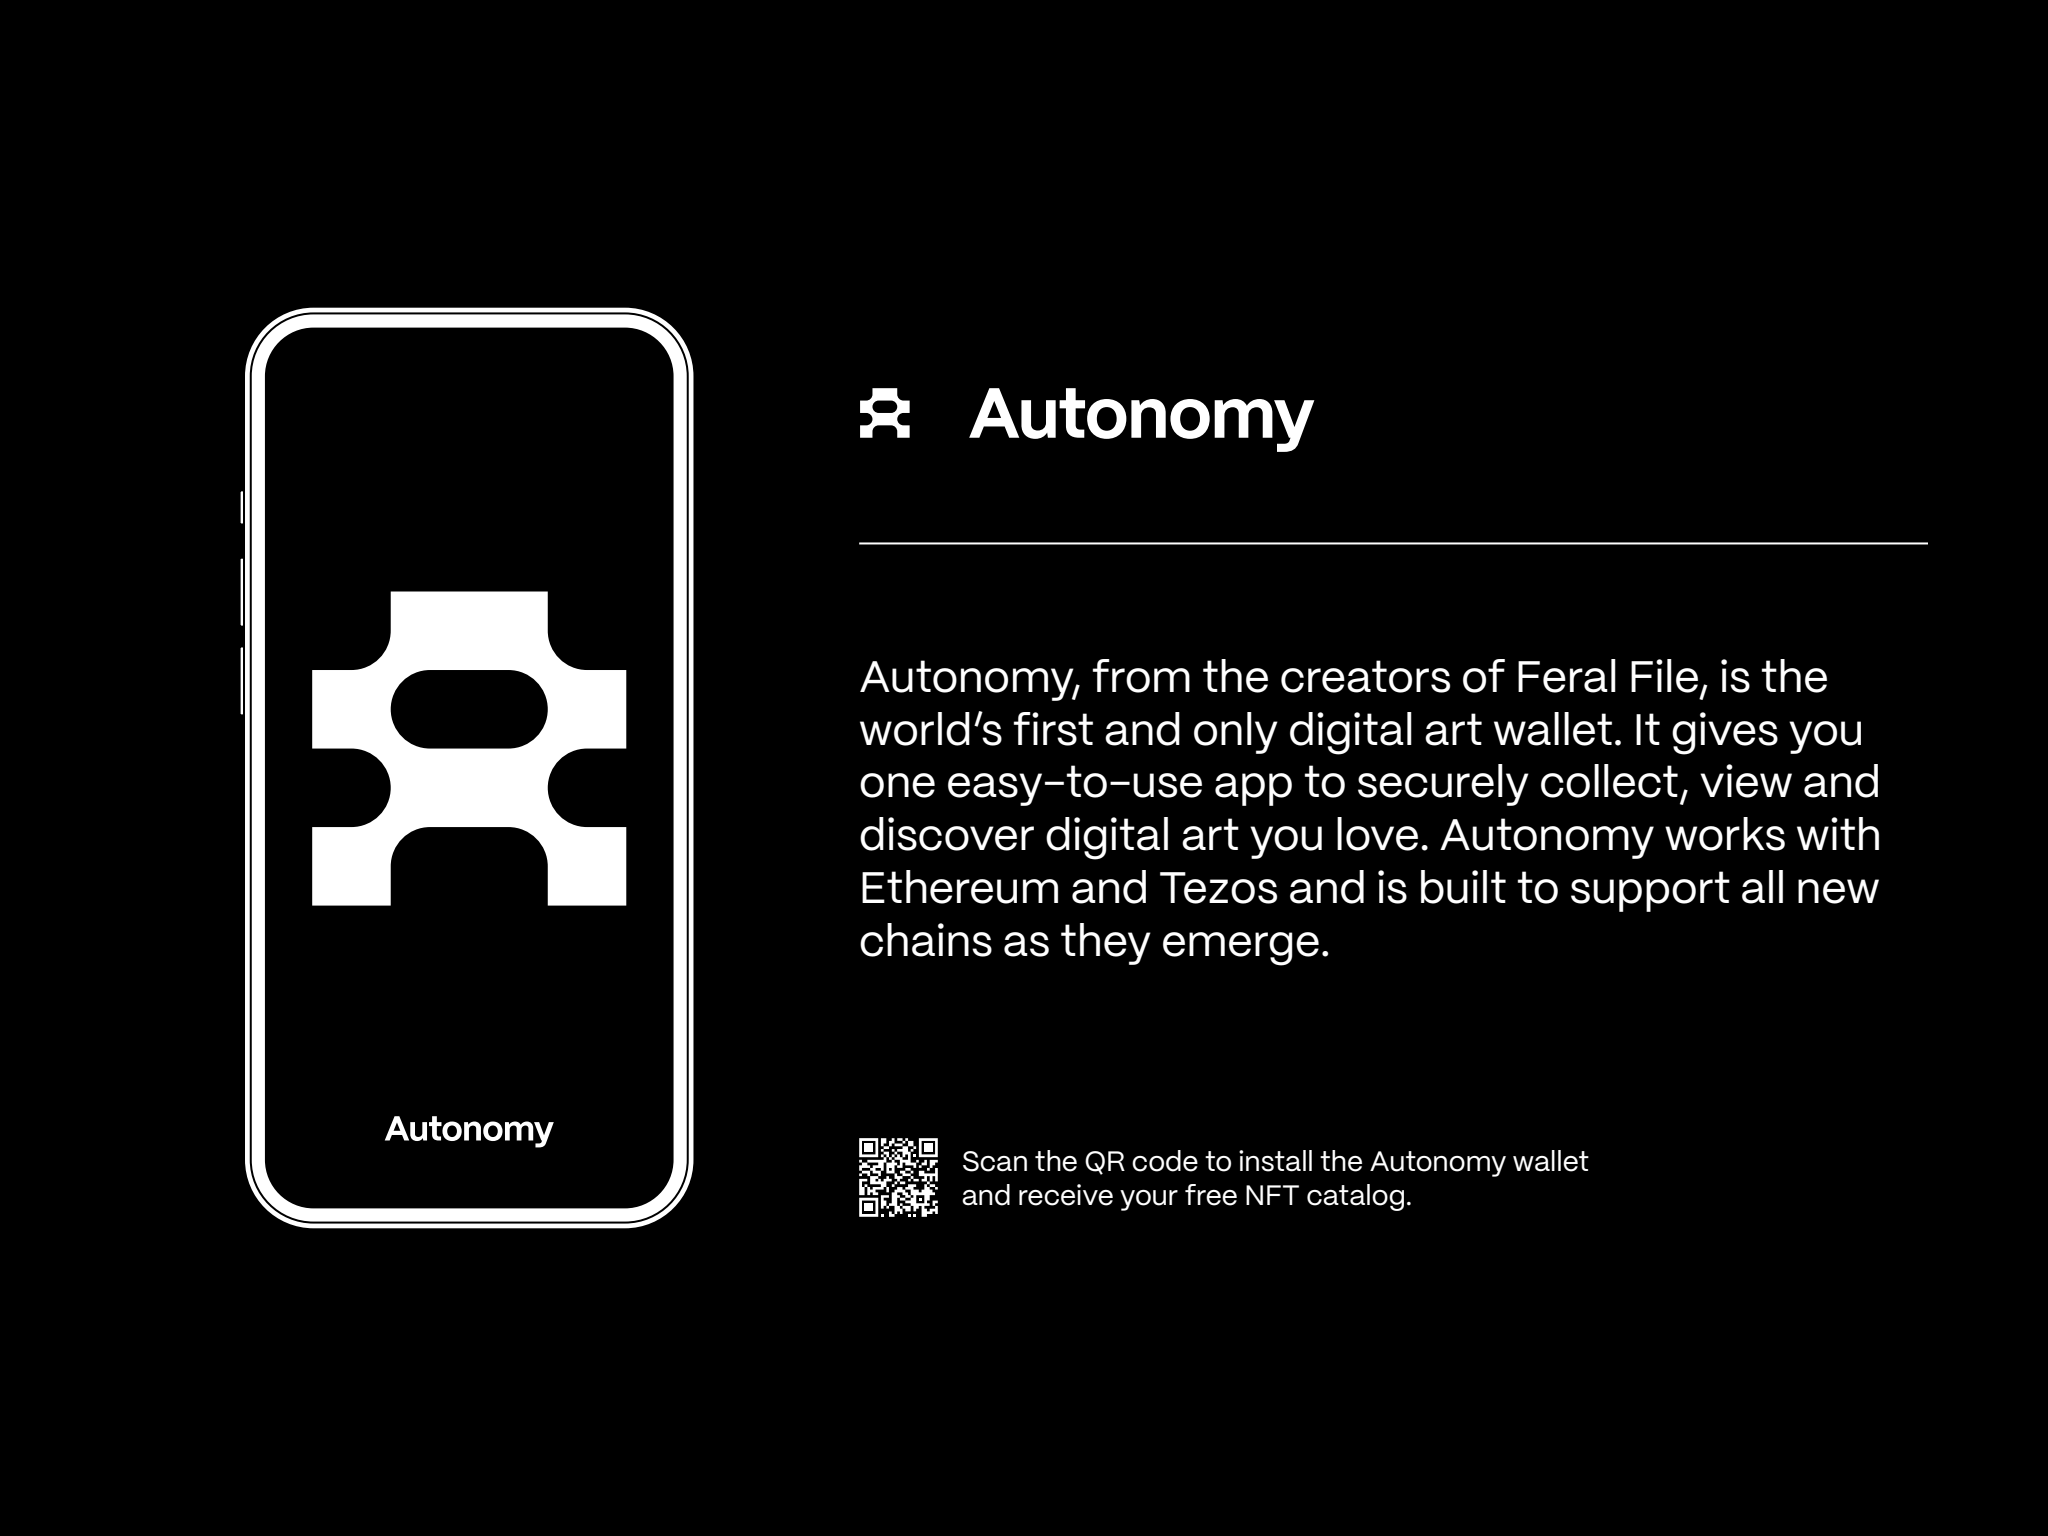 Autonomy
Autonomy
Autonomy, from the creators of Feral File, is the
world’s first and only digital art wallet. It gives you
one easy-to-use app to securely collect, view and
discover digital art you love. Autonomy works with
Ethereum and Tezos and is built to support all new
chains as they emerge.
Scan the QR code to install the Autonomy wallet
and receive your free NFT catalog.